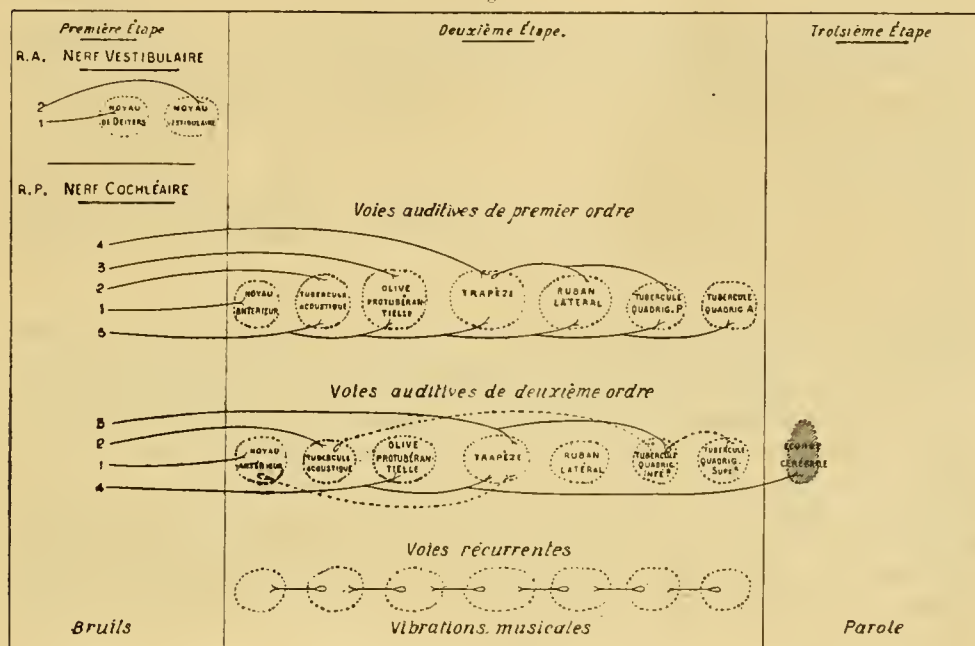 Première Étape
Deuxième Étape.
Troisième Étape
R.A. NERF VESTIBULAIRE
2
1
NOYAU
DE DEITERS
NOYAU
VESTIBULAIRE
R.P. NERF COCHLÉAIRE
Voies auditives de premier ordre
4
3
2
1
5
NOYAU
ANTÉRIEUR
TUBERCULE
ACOUSTIQUE
OLIVE
PROTUBÉRAN-
TIELLE
TRAPÈZE
RUBAN
LATÉRAL
TUBERCULE
QUADRIG. P
TUBERCULE
QUADRIG A
Voies auditives de deuxième ordre
3
2
1
4
NOYAU
ANTÉRIEUR
TUBERCULE
ACOUSTIQUE
OLIVE
PROTUBÉRAN-
TIELLE
TRAPÈZE
RUBAN
LATÉRAL
TUBERCULE
QUADRIG.
INFER
TUBERCULE
QUADRIG.
SUPER
ÉCORCE
CÉRÉBRALE
Voies récurrentes
Bruits
Vibrations musicales
Parole